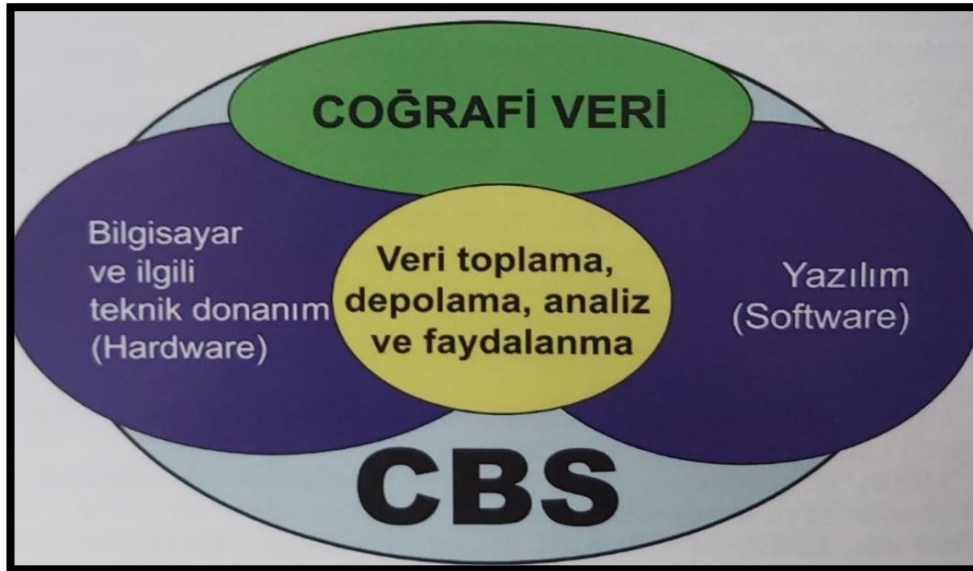 COĞRAFİ VERİ
Bilgisayar
ve ilgili
teknik donanım
(Hardware)
Veri toplama,
depolama, analiz
ve faydalanma
Yazılım
(Software)
CBS